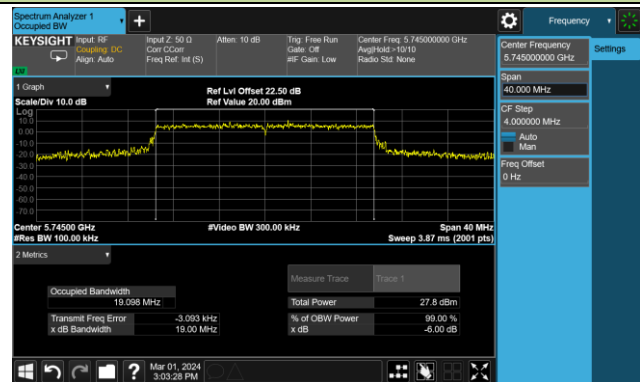 Spectrum Analyzer 1
Occupied BW
+
Frequency
KEYSIGHT
Input: RF
Coupling: DC
Align: Auto
Input Z: 50 Ω
Corr CCorr
Freq Ref: Int (S)
Atten: 10 dB
Trig: Free Run
Gate: Off
#IF Gain: Low
Center Freq: 5.745000000 GHz
Avg|Hold:>10/10
Radio Std: None
LXI
Center Frequency
5.745000000 GHz
Settings
Span
40.000 MHz
CF Step
4.000000 MHz
Auto
Man
Freq Offset
0 Hz
1 Graph
Scale/Div 10.0 dB
Ref Lvl Offset 22.50 dB
Ref Value 20.00 dBm
Log
10.0
0.00
-10.0
-20.0
-30.0
-40.0
-50.0
-60.0
-70.0
Center 5.74500 GHz
#Video BW 300.00 kHz
Span 40 MHz
#Res BW 100.00 kHz
Sweep 3.87 ms (2001 pts)
2 Metrics
Measure Trace
Trace 1
Occupied Bandwidth
19.098 MHz
Total Power
27.8 dBm
Transmit Freq Error
-3.093 kHz
% of OBW Power
99.00 %
x dB Bandwidth
19.00 MHz
x dB
-6.00 dB
?
Mar 01, 2024
3:03:28 PM